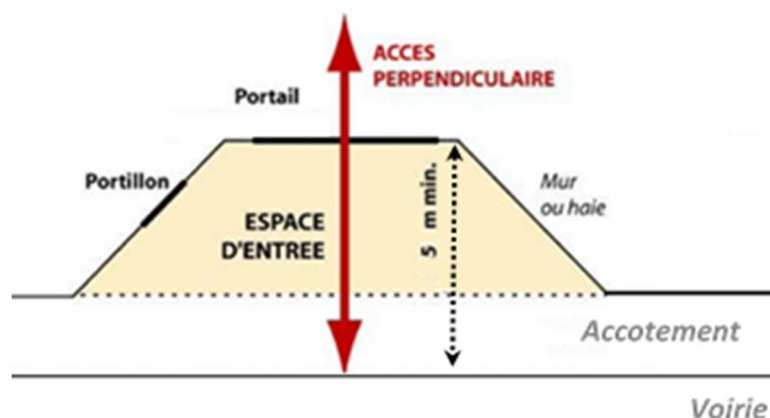 ACCES
PERPENDICULAIRE
Portail
Portillon
Mur
ou haie
5 m min.
ESPACE
D'ENTREE
Accotement
Voirie